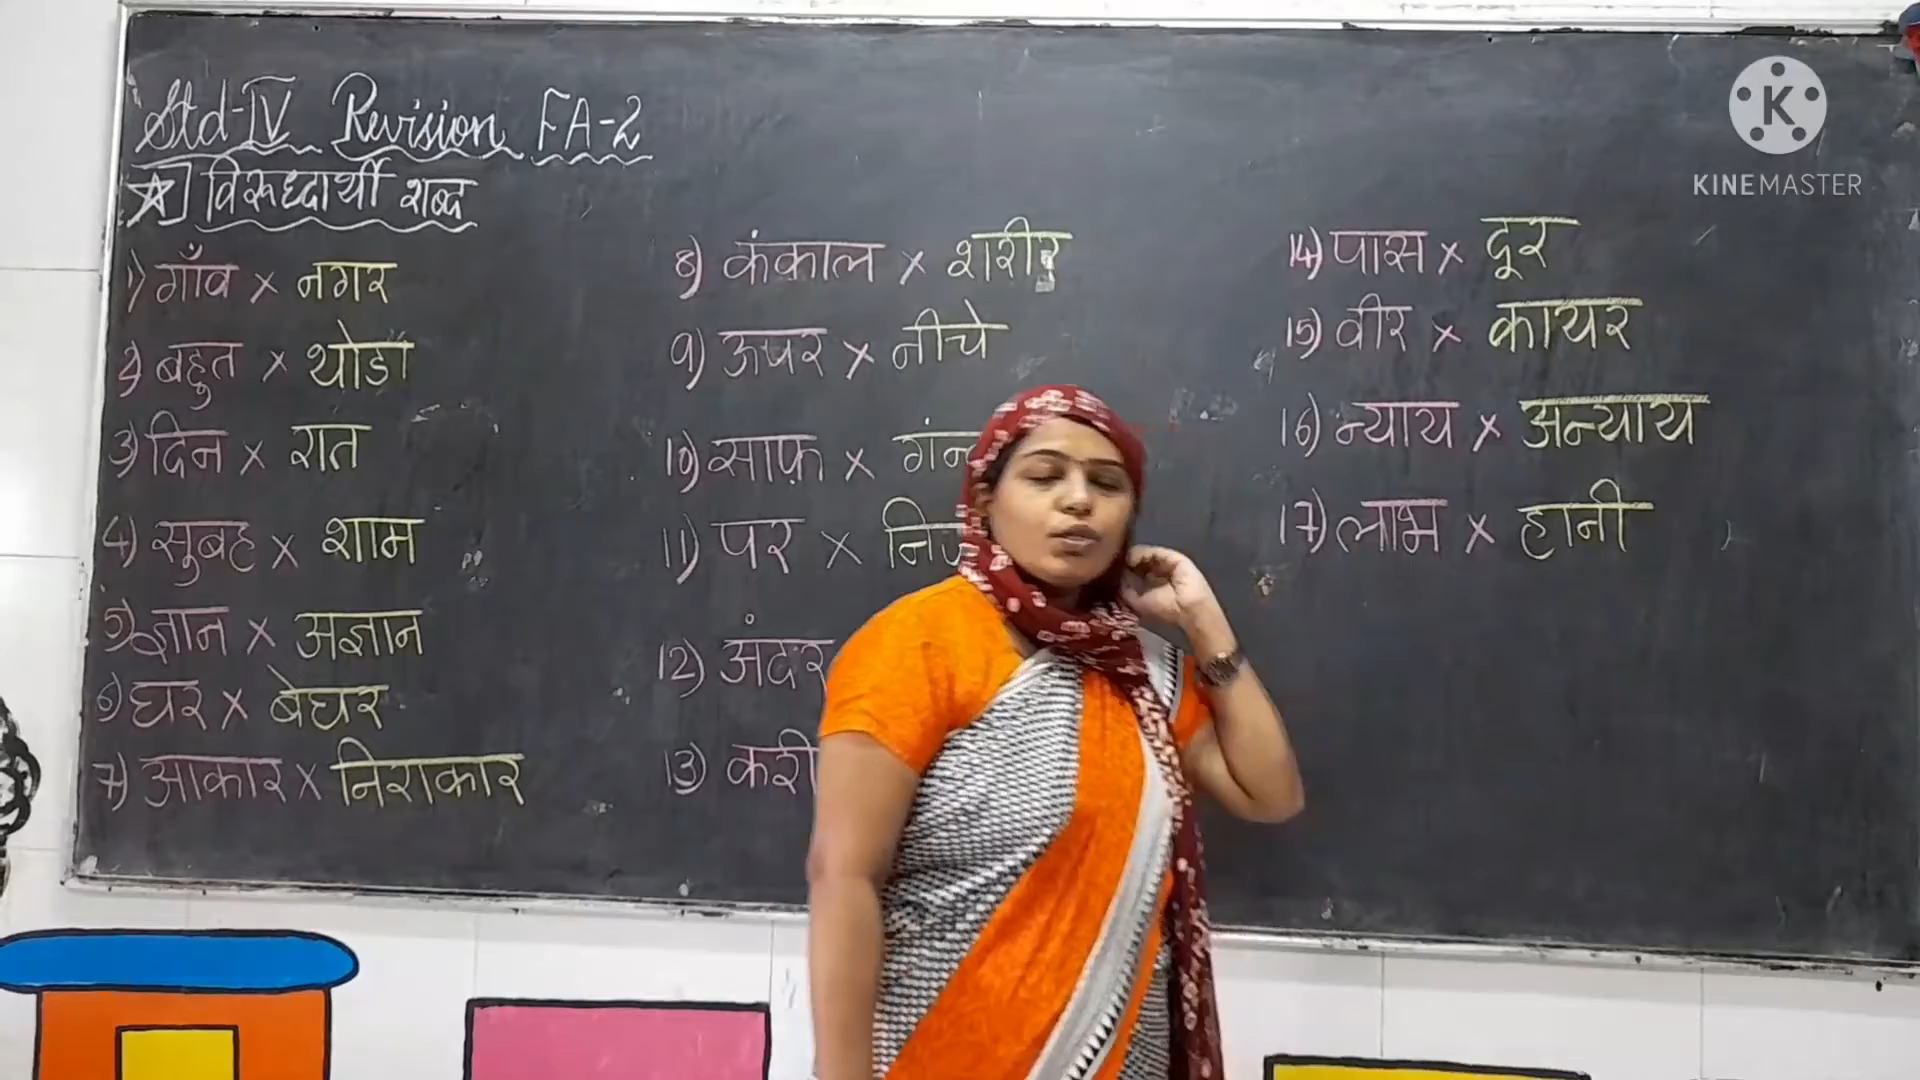 Std-IV Revision FA-2
☆] विरूध्दार्थी शब्द
1) गाँव × नगर
2) बहुत × थोडा
3) दिन × रात
4) सुबह × शाम
5) ज्ञान × अज्ञान
6) घर × बेघर
7) आकार × निराकार
8) कंकाल × शरीर
9) ऊपर × नीचे
10) साफ़ ×
11) पर ×
12) अंदर
13)
14) पास × दूर
15) वीर × कायर
16) न्याय × अन्याय
17) लाभ × हानी
K
KINEMASTER